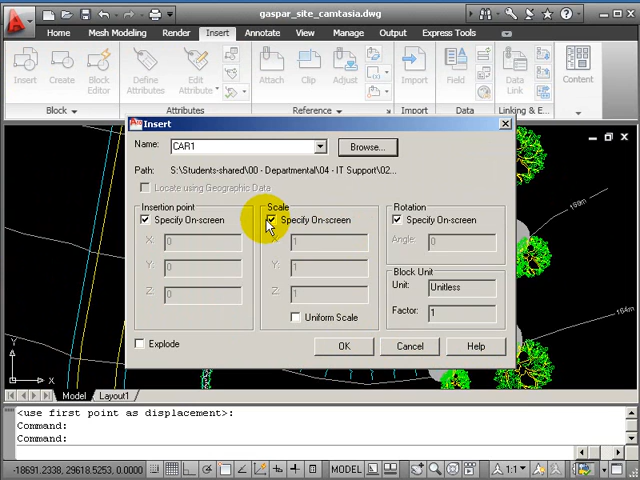 gaspar_site_camtasia.dwg
Home Mesh Modeling Render Insert Annotate View Manage Output Express Tools
Insert Create Block Editor Define Attributes Edit Attributes Attach Clip Adjust Import Field Data Link Content
Block Attributes Reference Import Data Linking & E...
Insert
Name: CAR1 Browse...
Path: S:\Students-shared\00 - Departmental\04 - IT Support\02...
Locate using Geographic Data
Insertion point Scale Rotation
Specify On-screen Specify On-screen Specify On-screen
X: 0 X: 1 Angle: 0
Y: 0 Y: 1 Block Unit
Unit: Unitless
Z: 0 Z: 1 Factor: 1
Uniform Scale
Explode OK Cancel Help
169m
164m
Y
X
Model Layout1
<use first point as displacement>:
Command:
Command:
-18691.2338, 29618.5253, 0.0000 MODEL 1:1